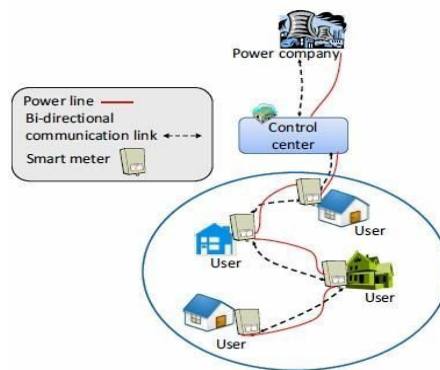 Power company
Power line
Bi-directional
communication link
Smart meter
Control
center
User
User
User
User